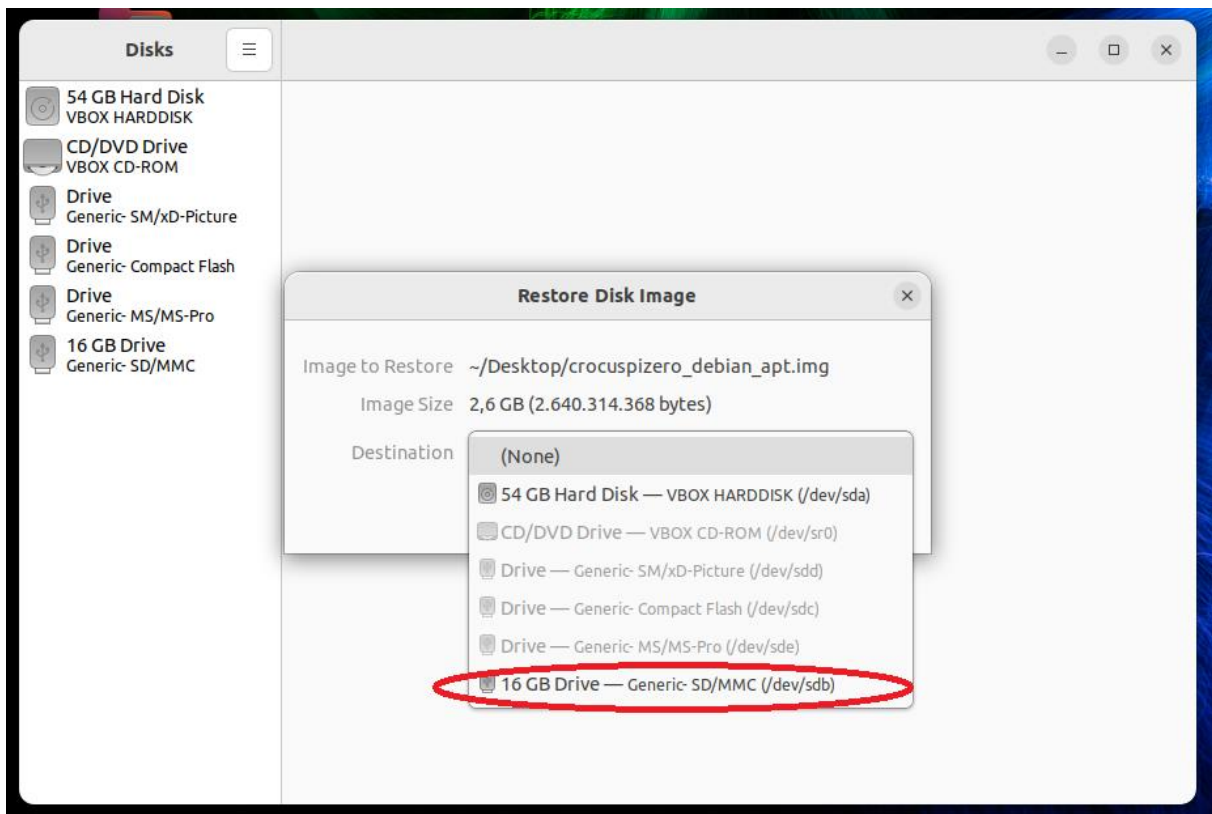 Disks
54 GB Hard Disk
VBOX HARDDISK
CD/DVD Drive
VBOX CD-ROM
Drive
Generic- SM/xD-Picture
Drive
Generic- Compact Flash
Drive
Generic- MS/MS-Pro
16 GB Drive
Generic- SD/MMC
Restore Disk Image
Image to Restore ~/Desktop/crocuspizero_debian_apt.img
Image Size 2,6 GB (2.640.314.368 bytes)
Destination
(None)
54 GB Hard Disk — VBOX HARDDISK (/dev/sda)
CD/DVD Drive — VBOX CD-ROM (/dev/sr0)
Drive — Generic- SM/xD-Picture (/dev/sdd)
Drive — Generic- Compact Flash (/dev/sdc)
Drive — Generic- MS/MS-Pro (/dev/sde)
16 GB Drive — Generic- SD/MMC (/dev/sdb)